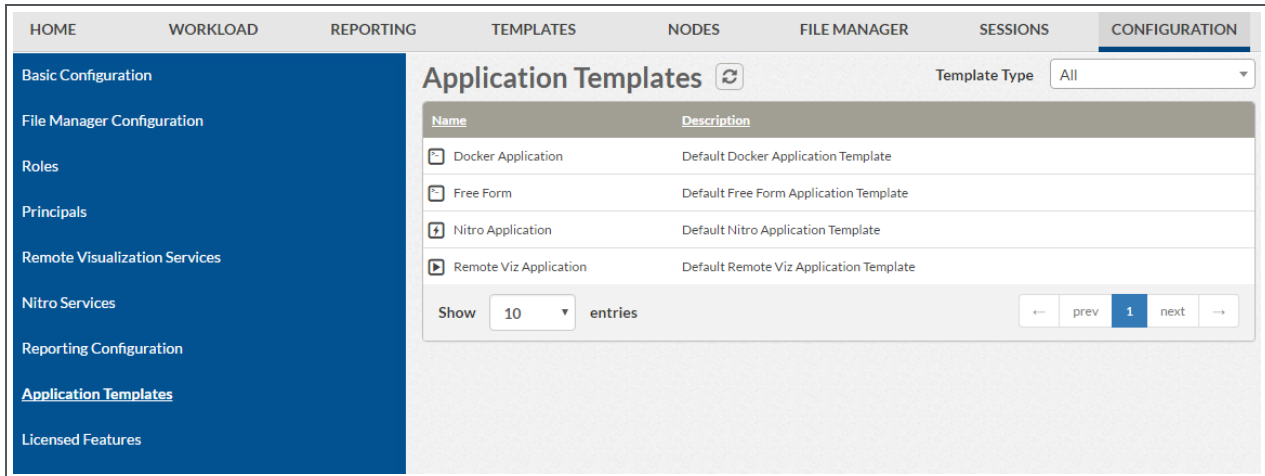 HOME WORKLOAD REPORTING TEMPLATES NODES FILE MANAGER SESSIONS CONFIGURATION
Basic Configuration
File Manager Configuration
Roles
Principals
Remote Visualization Services
Nitro Services
Reporting Configuration
Application Templates
Licensed Features
Application Templates
Template Type All
Name Description
Docker Application Default Docker Application Template
Free Form Default Free Form Application Template
Nitro Application Default Nitro Application Template
Remote Viz Application Default Remote Viz Application Template
Show 10 entries
← prev 1 next →